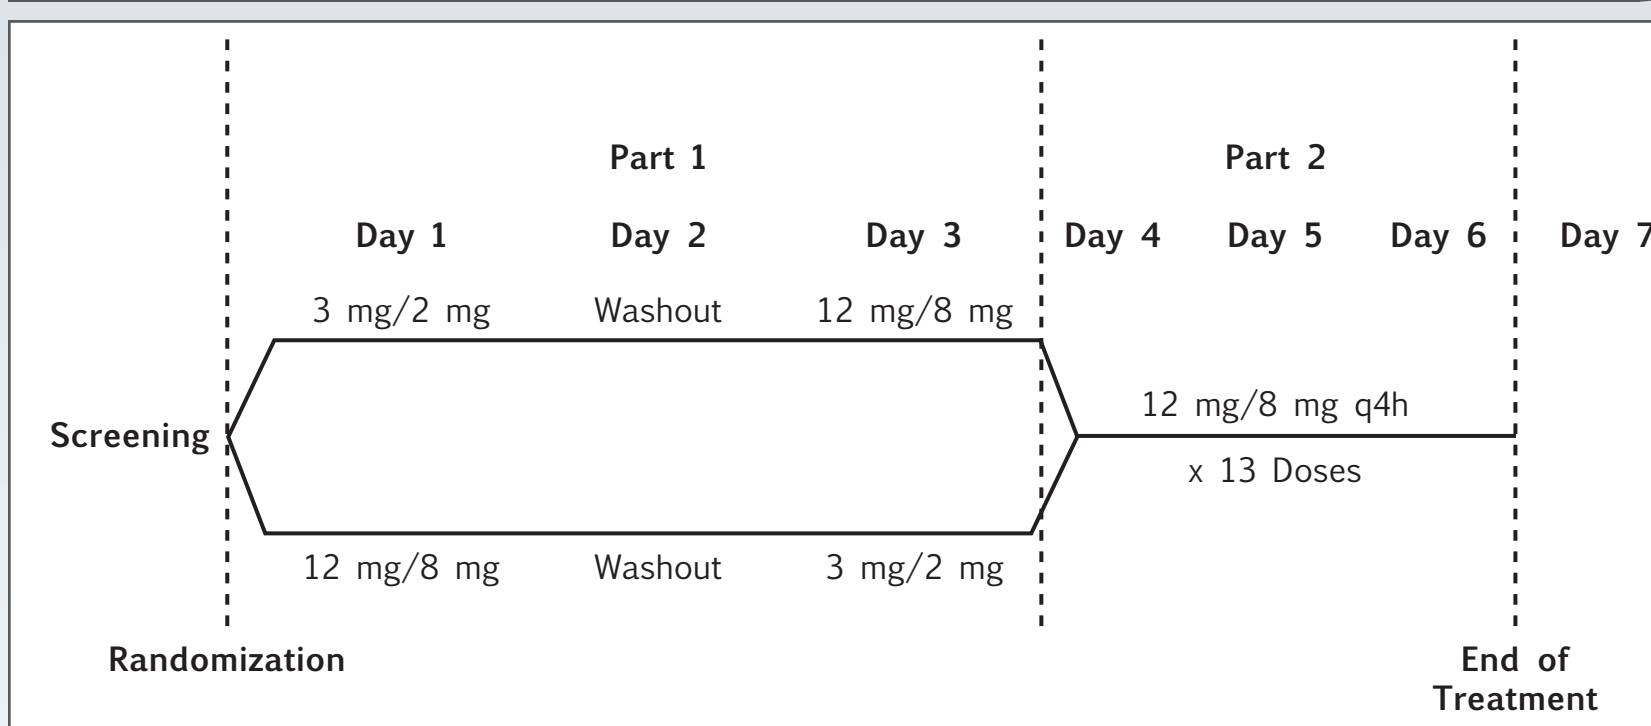 Part 1 Part 2
Day 1 Day 2 Day 3 Day 4 Day 5 Day 6 Day 7
3 mg/2 mg Washout 12 mg/8 mg
12 mg/8 mg q4h
Screening
x 13 Doses
12 mg/8 mg Washout 3 mg/2 mg
Randomization End of
Treatment